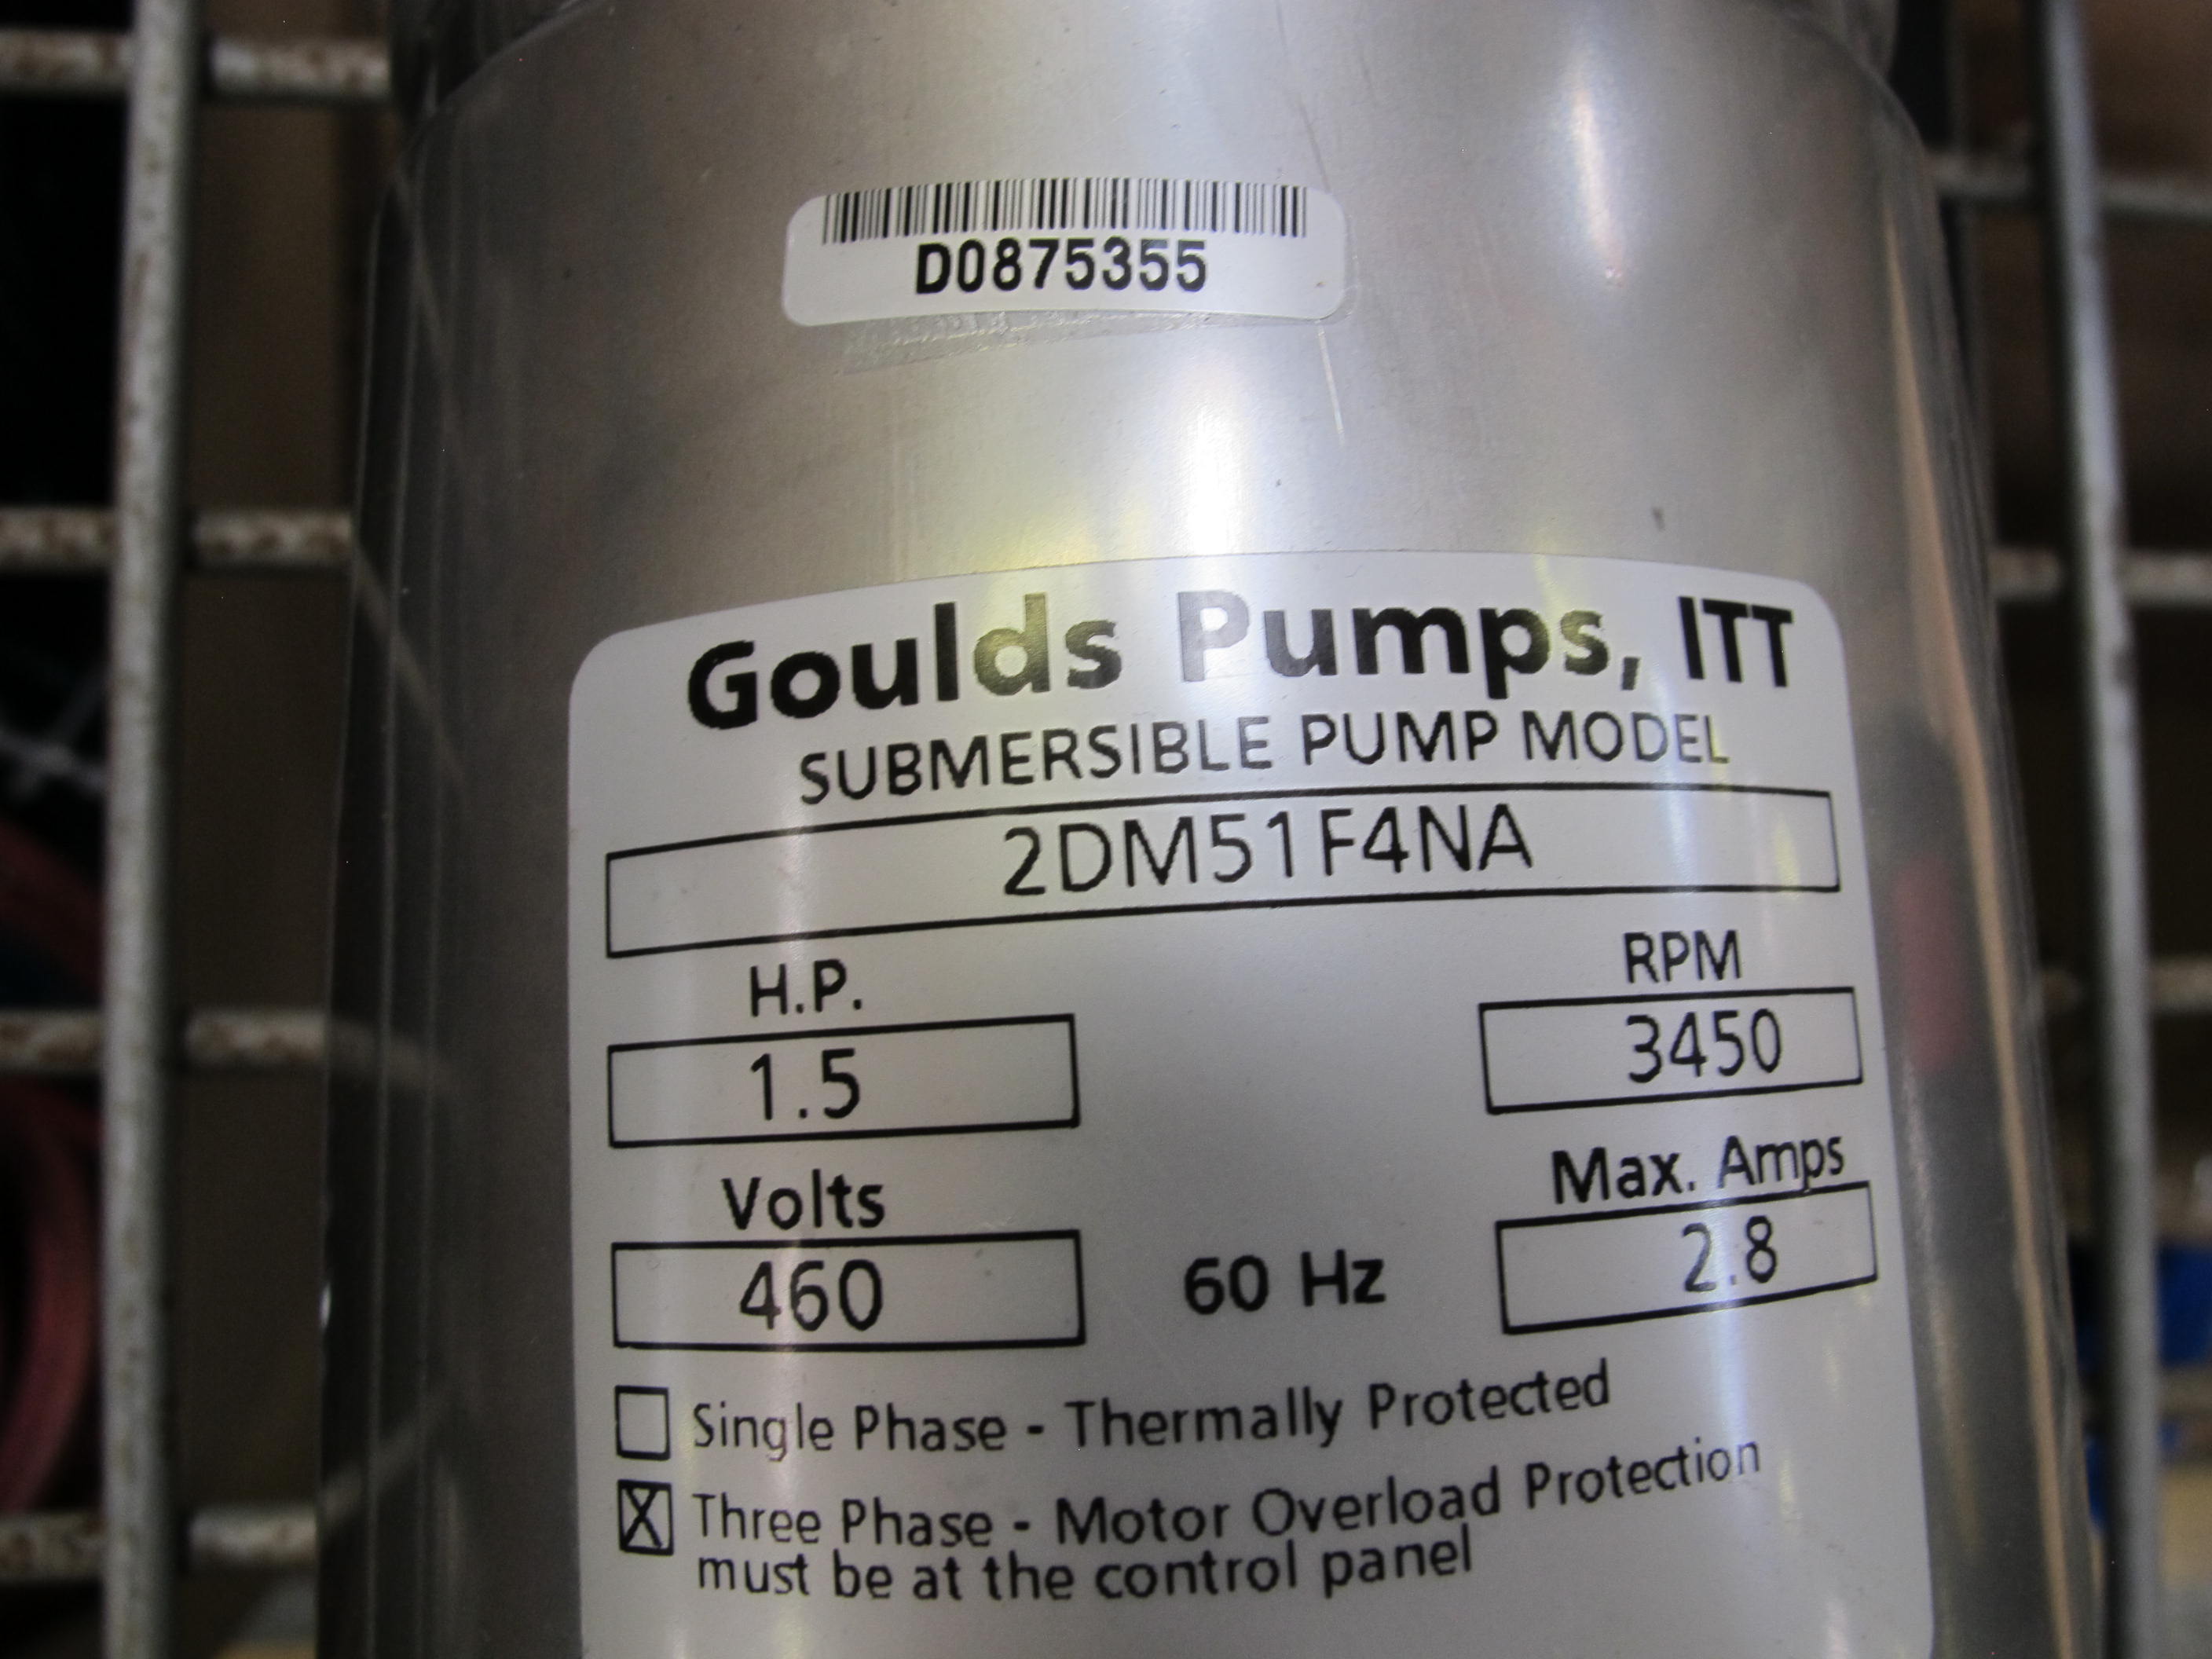 D0875355
Goulds Pumps, ITT
SUBMERSIBLE PUMP MODEL
2DM51F4NA
H.P.
RPM
1.5
3450
Volts
Max. Amps
460
60 Hz
2.8
Single Phase - Thermally Protected
X Three Phase - Motor Overload Protection
must be at the control panel